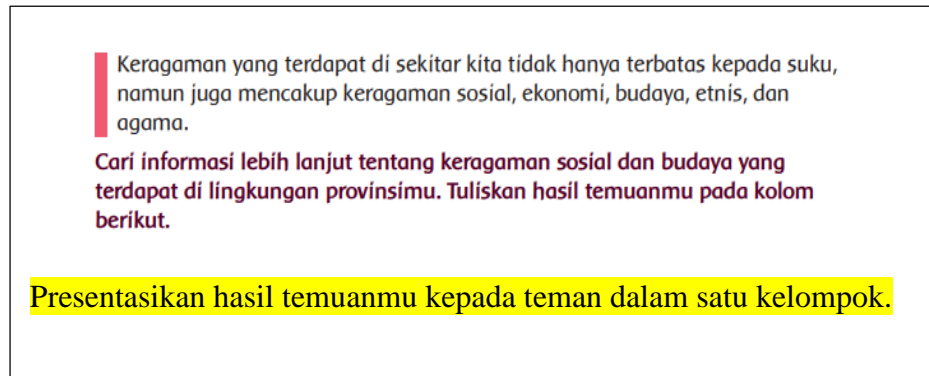 Keragaman yang terdapat di sekitar kita tidak hanya terbatas kepada suku,
namun juga mencakup keragaman sosial, ekonomi, budaya, etnis, dan
agama.
Cari informasi lebih lanjut tentang keragaman sosial dan budaya yang
terdapat di lingkungan provinsimu. Tuliskan hasil temuanmu pada kolom
berikut.
Presentasikan hasil temuanmu kepada teman dalam satu kelompok.